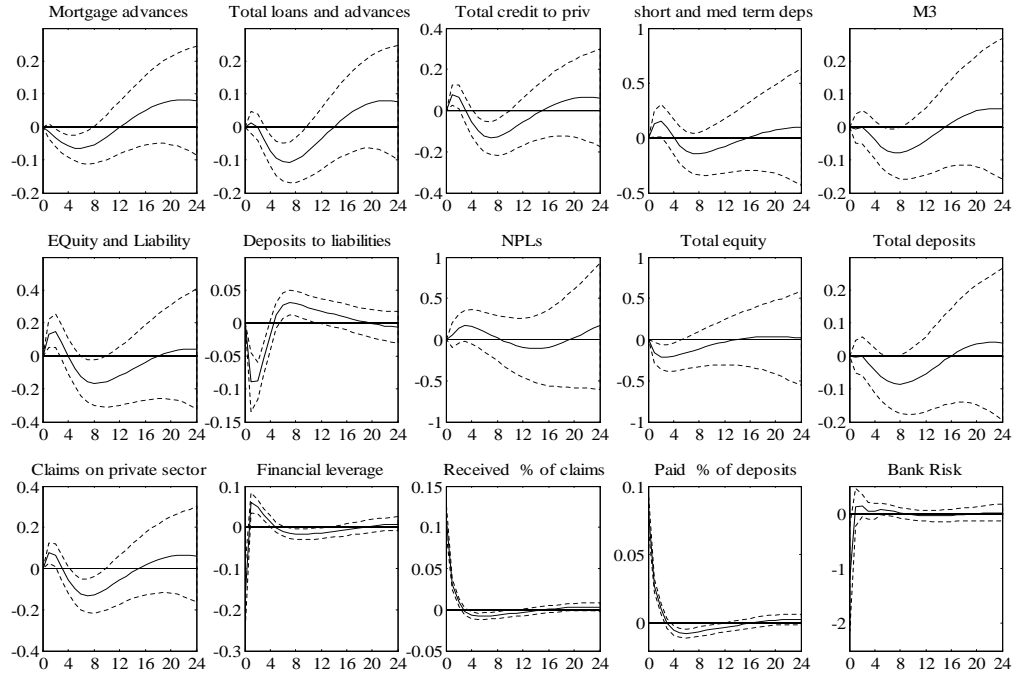 Mortgage advances Total loans and advances Total credit to priv short and med term deps M3
0.2 0.2 0.4 1 0.2
0.1 0.1 0.2 0.5 0.1
0 0 0 0 0
-0.1 -0.1 -0.2 -0.1
-0.2 -0.2 -0.4 -0.5 -0.2
0 4 8 12 16 20 24 0 4 8 12 16 20 24 0 4 8 12 16 20 24 0 4 8 12 16 20 24 0 4 8 12 16 20 24
EQuity and Liability Deposits to liabilities NPLs Total equity Total deposits
0.4 0.05 1 1 0.2
0.2 0 0.5 0.5 0.1
0 -0.05 0 0 0
-0.2 -0.1 -0.5 -0.5 -0.1
-0.4 -0.15 -1 -1 -0.2
0 4 8 12 16 20 24 0 4 8 12 16 20 24 0 4 8 12 16 20 24 0 4 8 12 16 20 24 0 4 8 12 16 20 24
Claims on private sector Financial leverage Received % of claims Paid % of deposits Bank Risk
0.4 0.1 0.15 0.1 0
0.2 0 0.1 0.05 -1
0 -0.1 0.05 0 -2
-0.2 -0.2 0
-0.4 -0.3 -0.05
0 4 8 12 16 20 24 0 4 8 12 16 20 24 0 4 8 12 16 20 24 0 4 8 12 16 20 24 0 4 8 12 16 20 24